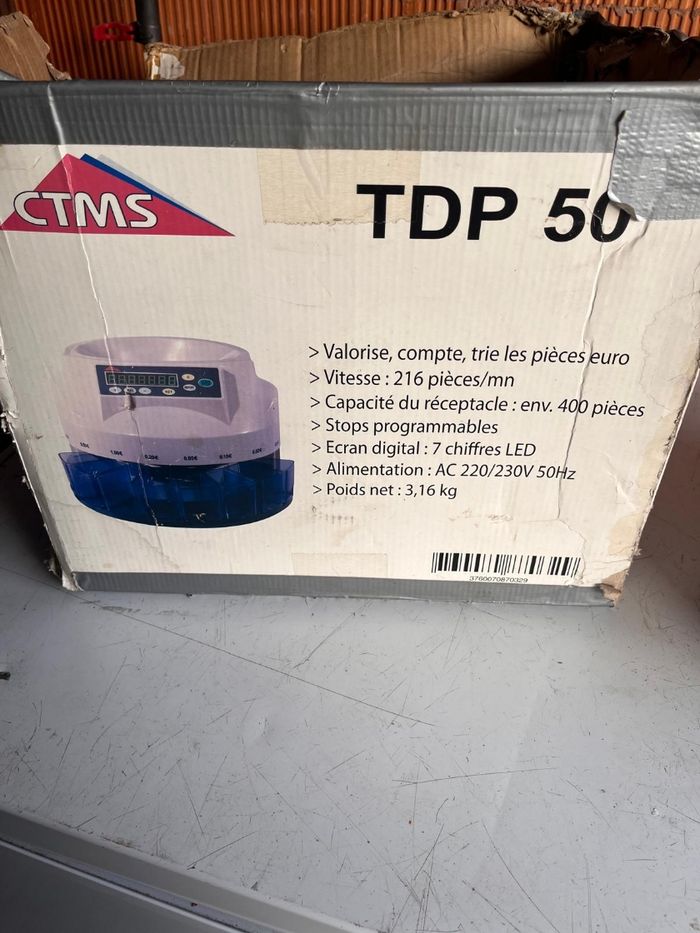 CTMS
TDP 50
> Valorise, compte, trie les pièces euro
> Vitesse : 216 pièces/mn
> Capacité du réceptacle : env. 400 pièces
> Stops programmables
> Ecran digital : 7 chiffres LED
> Alimentation : AC 220/230V 50Hz
> Poids net : 3,16 kg
3760070870329